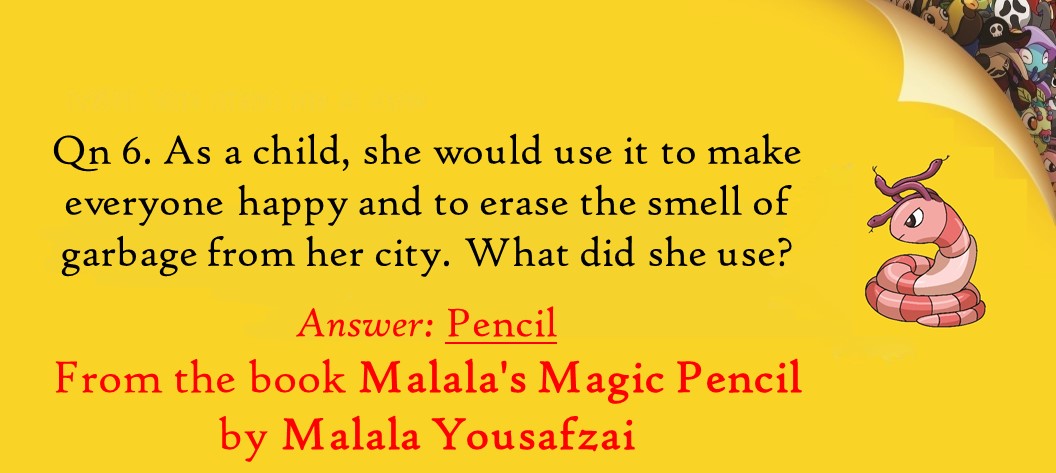 Qn 6. As a child, she would use it to make
everyone happy and to erase the smell of
garbage from her city. What did she use?
Answer: Pencil
From the book Malala's Magic Pencil
by Malala Yousafzai